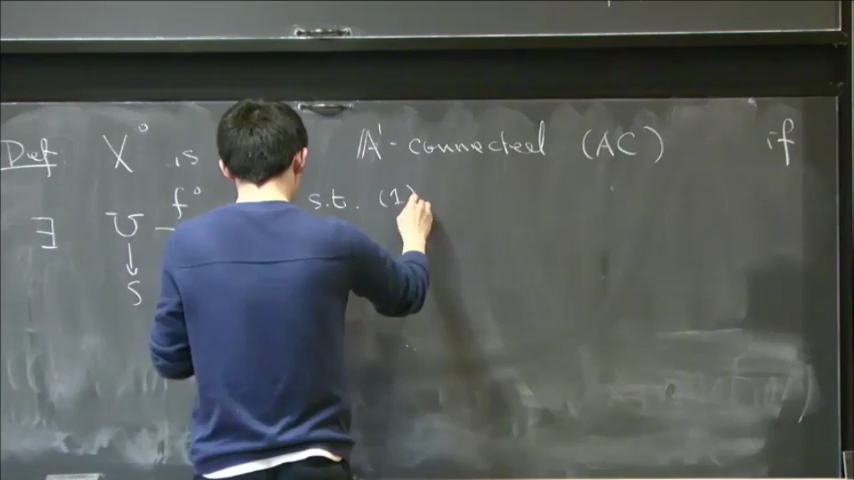 Def X° is A¹-connected (AC) if
f°
∃ U — s.t. (1)
↓
S